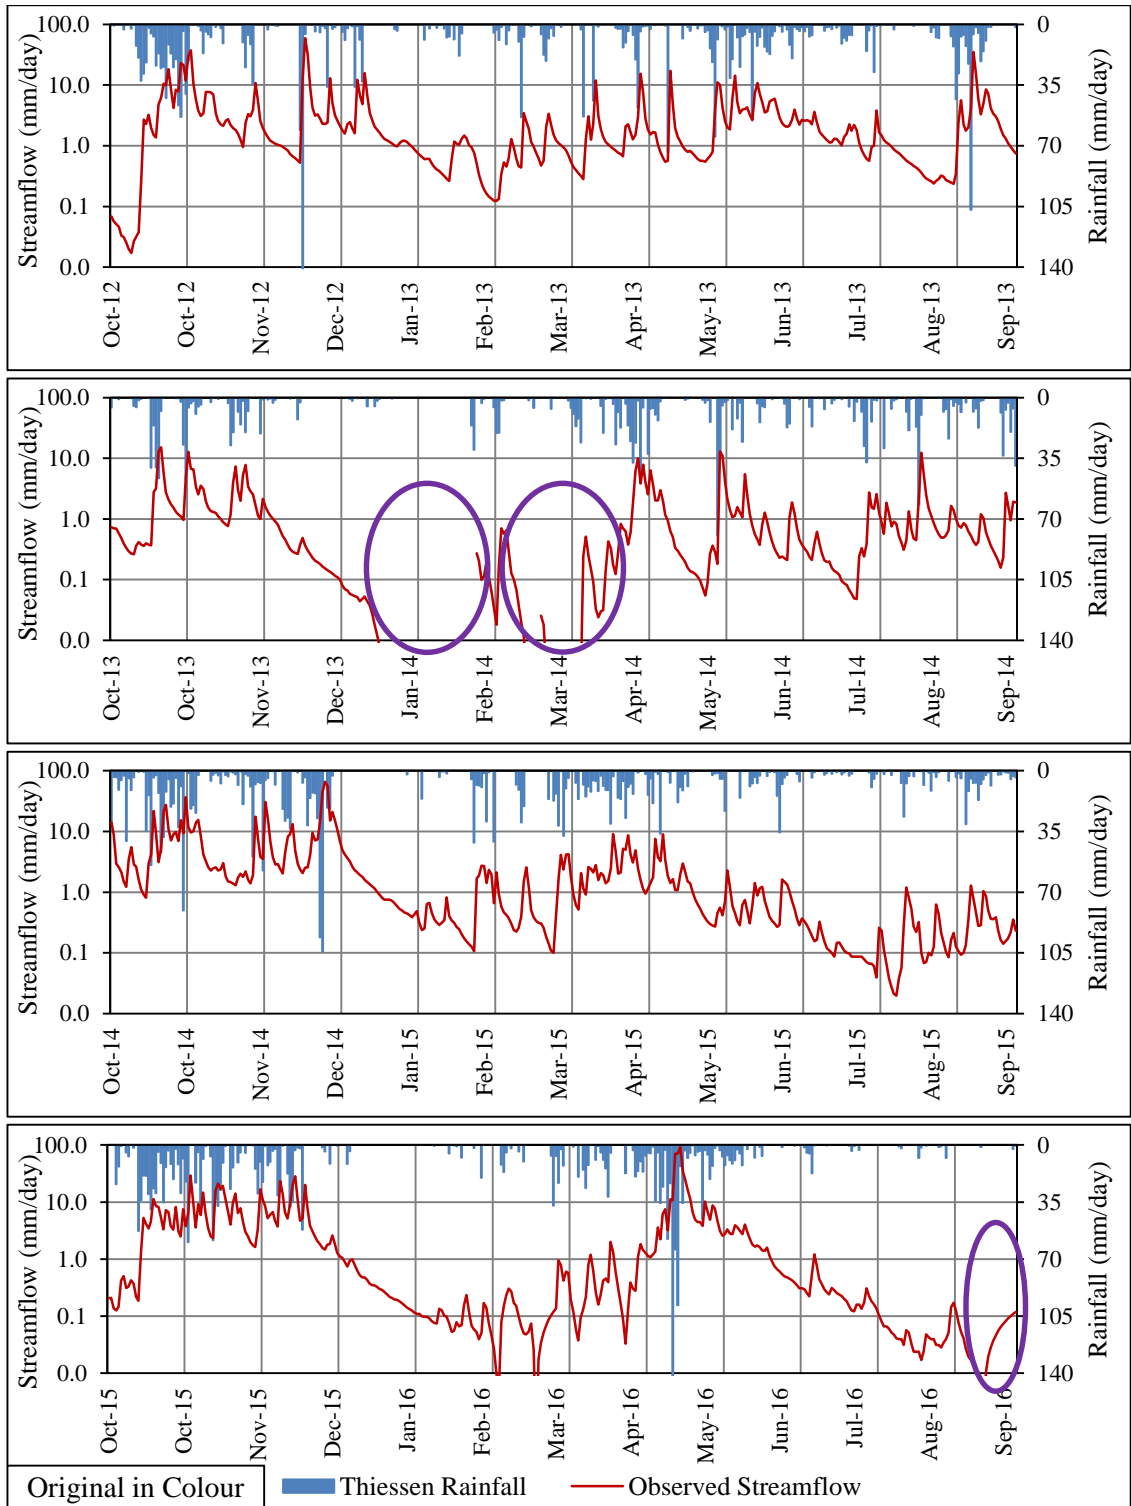 Streamflow (mm/day)
100.0
10.0
1.0
0.1
0.0
0
35
70
105
140
Rainfall (mm/day)
Oct-12
Oct-12
Nov-12
Dec-12
Jan-13
Feb-13
Mar-13
Apr-13
May-13
Jun-13
Jul-13
Aug-13
Sep-13
Streamflow (mm/day)
100.0
10.0
1.0
0.1
0.0
0
35
70
105
140
Rainfall (mm/day)
Oct-13
Oct-13
Nov-13
Dec-13
Jan-14
Feb-14
Mar-14
Apr-14
May-14
Jun-14
Jul-14
Aug-14
Sep-14
Streamflow (mm/day)
100.0
10.0
1.0
0.1
0.0
0
35
70
105
140
Rainfall (mm/day)
Oct-14
Oct-14
Nov-14
Dec-14
Jan-15
Feb-15
Mar-15
Apr-15
May-15
Jun-15
Jul-15
Aug-15
Sep-15
Streamflow (mm/day)
100.0
10.0
1.0
0.1
0.0
0
35
70
105
140
Rainfall (mm/day)
Oct-15
Oct-15
Nov-15
Dec-15
Jan-16
Feb-16
Mar-16
Apr-16
May-16
Jun-16
Jul-16
Aug-16
Sep-16
Original in Colour
Thiessen Rainfall
Observed Streamflow